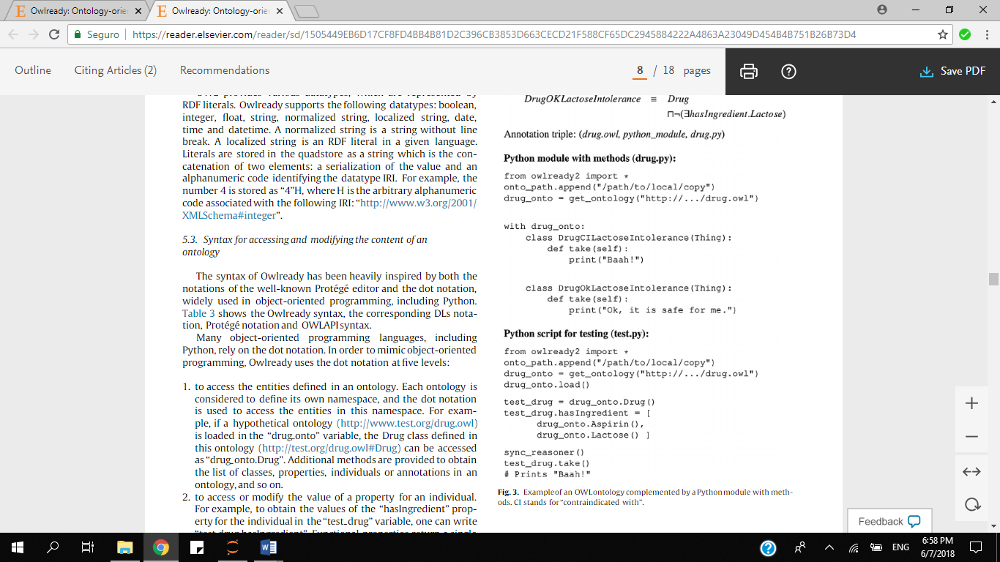 Owlready: Ontology-orie
Owlready: Ontology-orie
Seguro
https://reader.elsevier.com/reader/sd/1505449EB6D17CF8FD4BB4B81D2C396CB3853D663CECD21F588CF65DC2945884222A4863A23049D454B4B751B26B73D4
Outline Citing Articles (2) Recommendations
8 / 18 pages
Save PDF
OWL provides various datatypes, which are represented by
RDF literals. Owlready supports the following datatypes: boolean,
integer, float, string, normalized string, localized string, date,
time and datetime. A normalized string is a string without line
break. A localized string is an RDF literal in a given language.
Literals are stored in the quadstore as a string which is the con-
catenation of two elements: a serialization of the value and an
alphanumeric code identifying the datatype IRI. For example, the
number 4 is stored as “4”H, where H is the arbitrary alphanumeric
code associated with the following IRI: “http://www.w3.org/2001/
XMLSchema#integer”.
5.3. Syntax for accessing and modifying the content of an
ontology
The syntax of Owlready has been heavily inspired by both the
notations of the well-known Protégé editor and the dot notation,
widely used in object-oriented programming, including Python.
Table 3 shows the Owlready syntax, the corresponding DLs nota-
tion, Protégé notation and OWLAPI syntax.
Many object-oriented programming languages, including
Python, rely on the dot notation. In order to mimic object-oriented
programming, Owlready uses the dot notation at five levels:
1. to access the entities defined in an ontology. Each ontology is
considered to define its own namespace, and the dot notation
is used to access the entities in this namespace. For exam-
ple, if a hypothetical ontology (http://www.test.org/drug.owl)
is loaded in the “drug_onto” variable, the Drug class defined in
this ontology (http://test.org/drug.owl#Drug) can be accessed
as “drug_onto.Drug”. Additional methods are provided to obtain
the list of classes, properties, individuals or annotations in an
ontology, and so on.
2. to access or modify the value of a property for an individual.
For example, to obtain the values of the “hasIngredient” prop-
erty for the individual in the “test_drug” variable, one can write
DrugOKLactoseIntolerance ≡ Drug
⊓¬(∃hasIngredient.Lactose)
Annotation triple: (drug.owl, python_module, drug.py)
Python module with methods (drug.py):
from owlready2 import *
onto_path.append("/path/to/local/copy")
drug_onto = get_ontology("http://.../drug.owl")
with drug_onto:
class DrugCILactoseIntolerance(Thing):
def take(self):
print("Baah!")
class DrugOkLactoseIntolerance(Thing):
def take(self):
print("Ok, it is safe for me.")
Python script for testing (test.py):
from owlready2 import *
onto_path.append("/path/to/local/copy")
drug_onto = get_ontology("http://.../drug.owl")
drug_onto.load()
test_drug = drug_onto.Drug()
test_drug.hasIngredient = [
drug_onto.Aspirin(),
drug_onto.Lactose() ]
sync_reasoner()
test_drug.take()
# Prints "Baah!"
Fig. 3. Example of an OWL ontology complemented by a Python module with meth-
ods. CI stands for “contraindicated with”.
Feedback
ENG
6:58 PM
6/7/2018